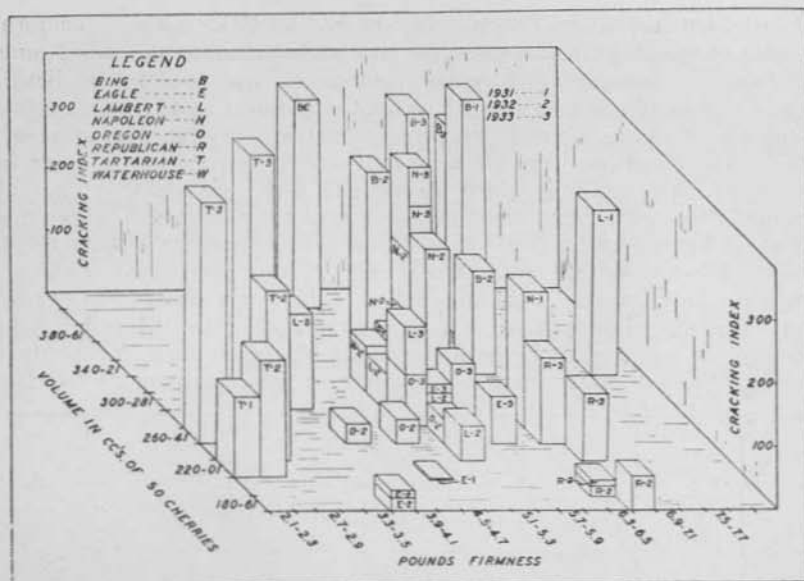 LEGEND
BING B
EAGLE E
LAMBERT L
NAPOLEON N
OREGON O
REPUBLICAN R
TARTARIAN T
WATERHOUSE W
1931 1
1932 2
1933 3
300
200
100
CRACKING INDEX
300
200
100
CRACKING INDEX
380-61
340-21
300-281
260-41
220-01
180-61
VOLUME IN CC'S. OF 50 CHERRIES
2.1-2.3
2.7-2.9
3.3-3.5
3.9-4.1
4.5-4.7
5.1-5.3
5.7-5.9
6.3-6.5
6.9-7.1
7.5-7.7
POUNDS FIRMNESS
BE
B-1
T-3
B-2
N-3
N-3
T-3
L-1
N-2
B-2
N-1
T-2
L-3
O-3
O-3
R-3
T-2
R-3
T-1
E-3
O-2
O-2
L-2
E-1
R-2
R-2
E-2
E-2